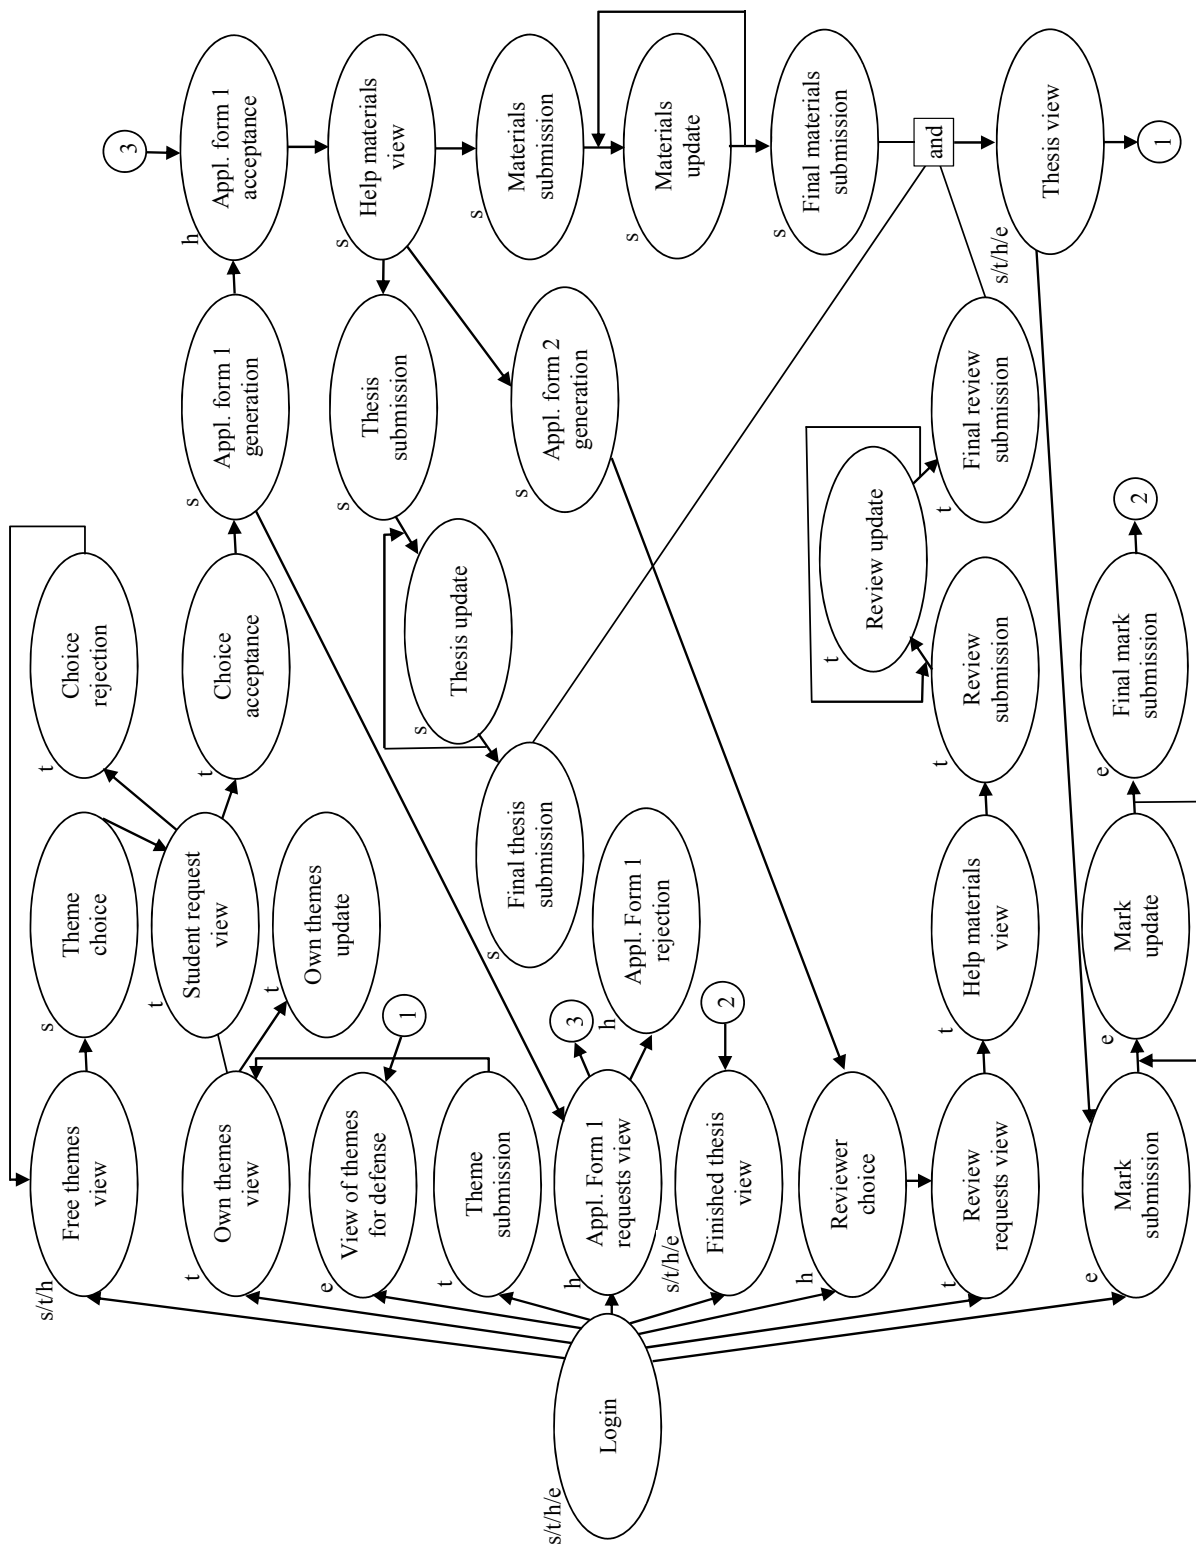 s/t/h
Free themes
view
s
Theme
choice
t
Choice
rejection
3
t
Student request
view
t
Own themes
view
t
Choice
acceptance
s
Appl. form 1
generation
h
Appl. form 1
acceptance
e
View of themes
for defense
t
Own themes
update
s
Thesis
submission
s
Help materials
view
1
t
Theme
submission
s
Thesis update
s/t/h/e
Login
s
Final thesis
submission
s
Appl. form 2
generation
s
Materials
submission
h
Appl. Form 1
requests view
3
h
Appl. Form 1
rejection
s
Materials
update
s/t/h/e
Finished thesis
view
2
h
Reviewer
choice
s
Final materials
submission
t
Review update
t
Review
requests view
t
Help materials
view
t
Review
submission
t
Final review
submission
and
s/t/h/e
Thesis view
e
Mark
submission
e
Mark
update
e
Final mark
submission
2
1